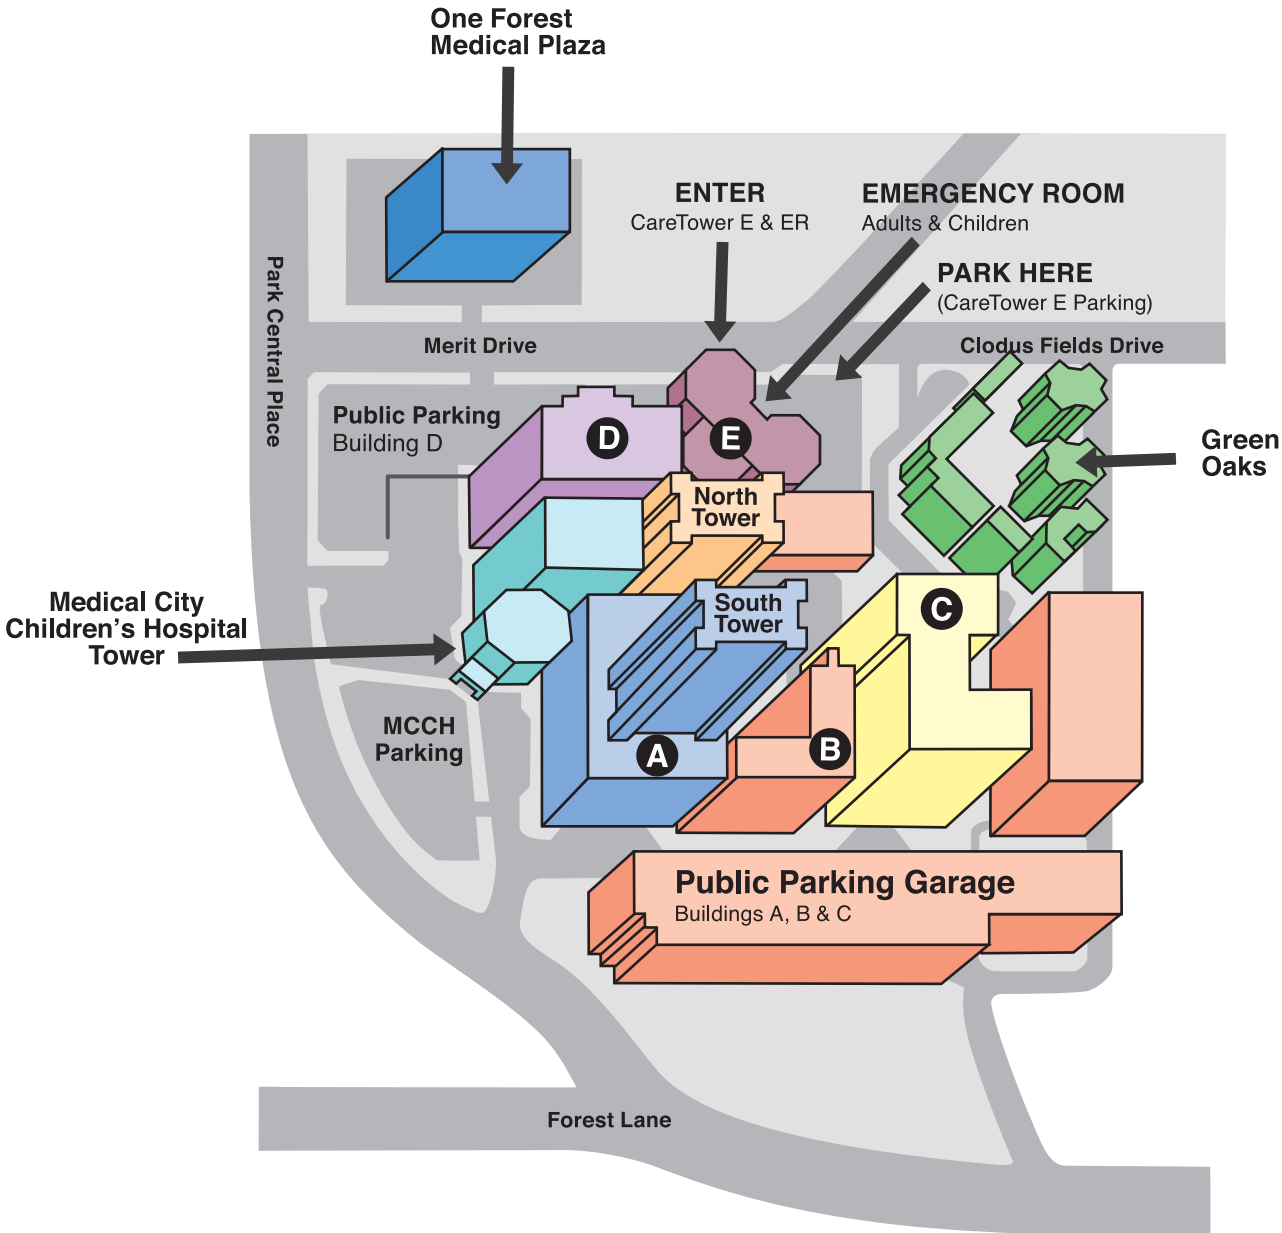 One Forest
Medical Plaza
ENTER
CareTower E & ER
EMERGENCY ROOM
Adults & Children
PARK HERE
(CareTower E Parking)
Park Central Place
Merit Drive
Clodus Fields Drive
Public Parking
Building D
D
E
Green
Oaks
North
Tower
South
Tower
C
Medical City
Children's Hospital
Tower
MCCH
Parking
A
B
Public Parking Garage
Buildings A, B & C
Forest Lane